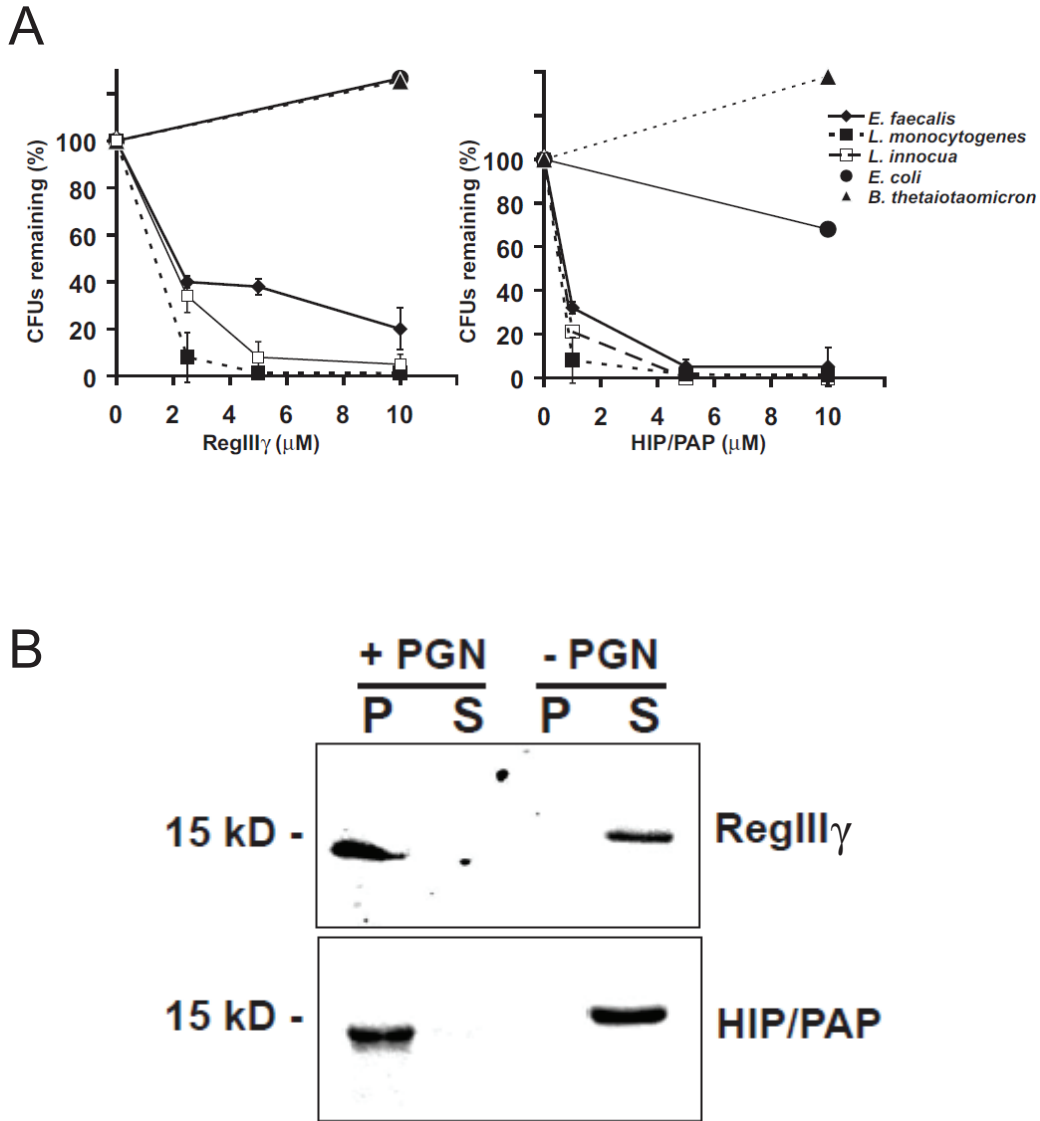 A
CFUs remaining (%)
100
80
60
40
20
0
0 2 4 6 8 10
RegIIIγ (μM)
CFUs remaining (%)
100
80
60
40
20
0
0 2 4 6 8 10
HIP/PAP (μM)
E. faecalis
L. monocytogenes
L. innocua
E. coli
B. thetaiotaomicron
B
+ PGN - PGN
P S P S
15 kD - RegIIIγ
15 kD - HIP/PAP